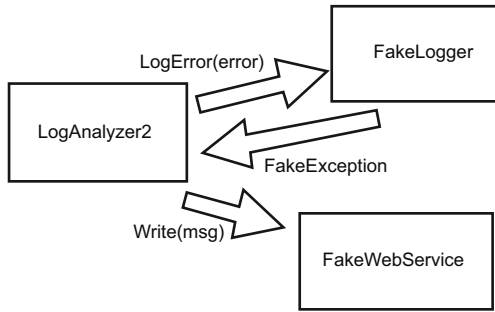 FakeLogger
LogError(error)
LogAnalyzer2
FakeException
Write(msg)
FakeWebService